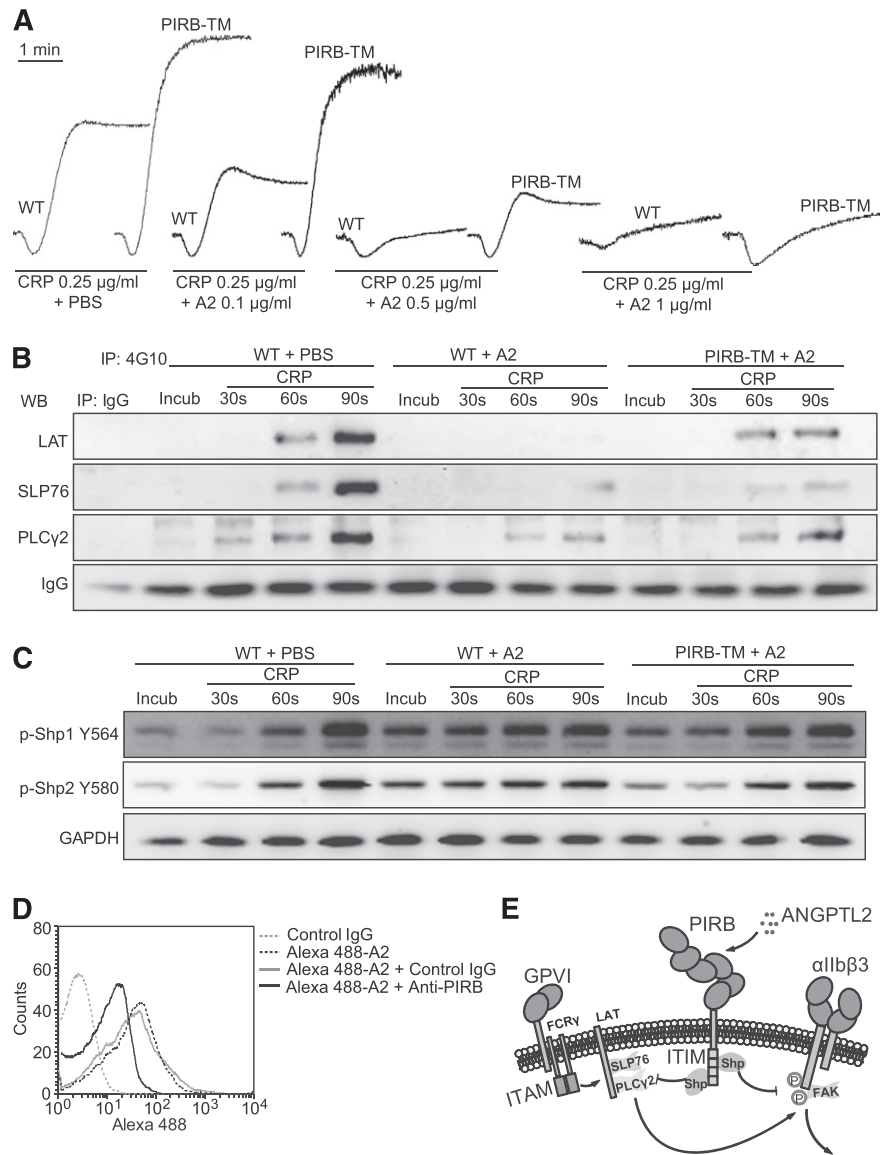 A
1 min
PIRB-TM
PIRB-TM
WT
WT
WT
PIRB-TM
WT
PIRB-TM
CRP 0.25 µg/ml
+ PBS
CRP 0.25 µg/ml
+ A2 0.1 µg/ml
CRP 0.25 µg/ml
+ A2 0.5 µg/ml
CRP 0.25 µg/ml
+ A2 1 µg/ml
B
IP: 4G10 WT + PBS WT + A2 PIRB-TM + A2
CRP CRP CRP
WB IP: IgG Incub 30s 60s 90s Incub 30s 60s 90s Incub 30s 60s 90s
LAT
SLP76
PLCγ2
IgG
C
WT + PBS WT + A2 PIRB-TM + A2
CRP CRP CRP
Incub 30s 60s 90s Incub 30s 60s 90s Incub 30s 60s 90s
p-Shp1 Y564
p-Shp2 Y580
GAPDH
D
80
60
40
20
0
Counts
10⁰ 10¹ 10² 10³ 10⁴
Alexa 488
Control IgG
Alexa 488-A2
Alexa 488-A2 + Control IgG
Alexa 488-A2 + Anti-PIRB
E
PIRB
ANGPTL2
αIIbβ3
GPVI
FCRγ
LAT
ITAM
SLP76
PLCγ2
ITIM
Shp
Shp
P
P
FAK